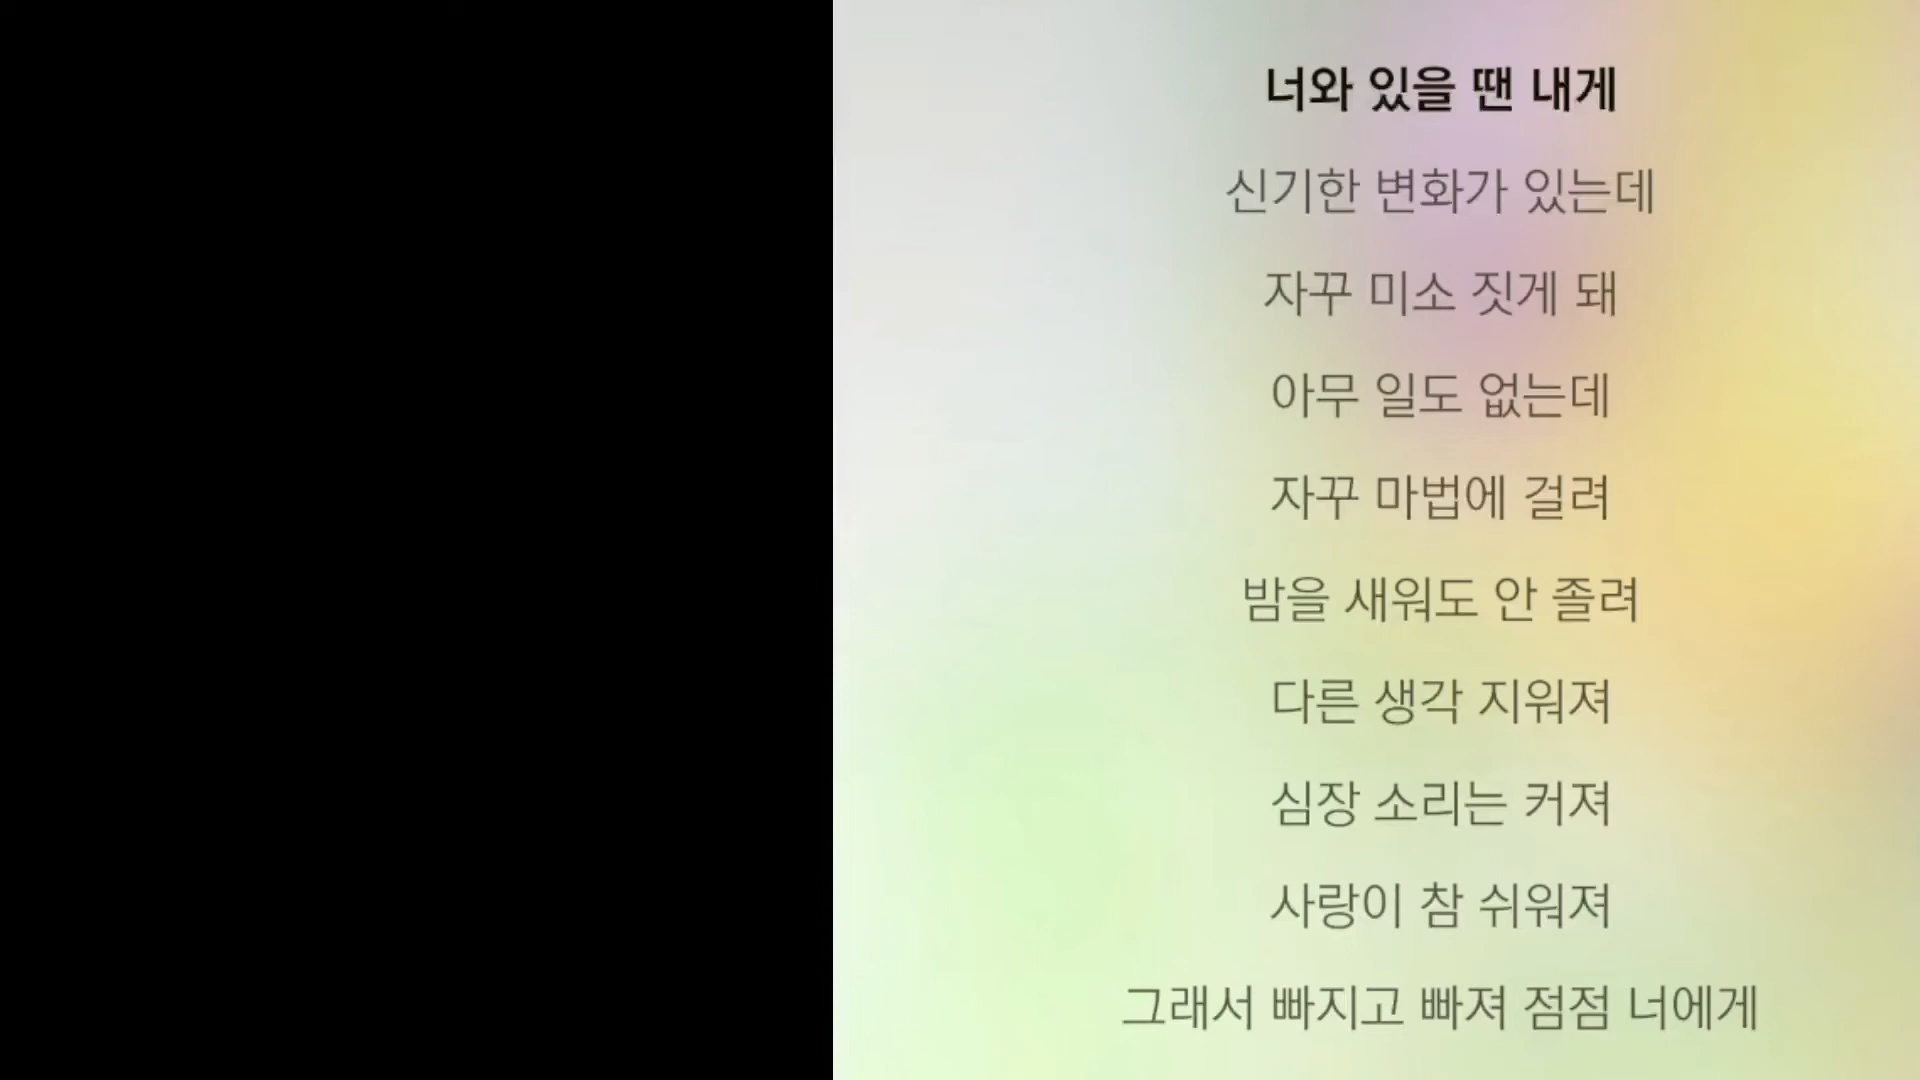 너와 있을 땐 내게
신기한 변화가 있는데
자꾸 미소 짓게 돼
아무 일도 없는데
자꾸 마법에 걸려
밤을 새워도 안 졸려
다른 생각 지워져
심장 소리는 커져
사랑이 참 쉬워져
그래서 빠지고 빠져 점점 너에게